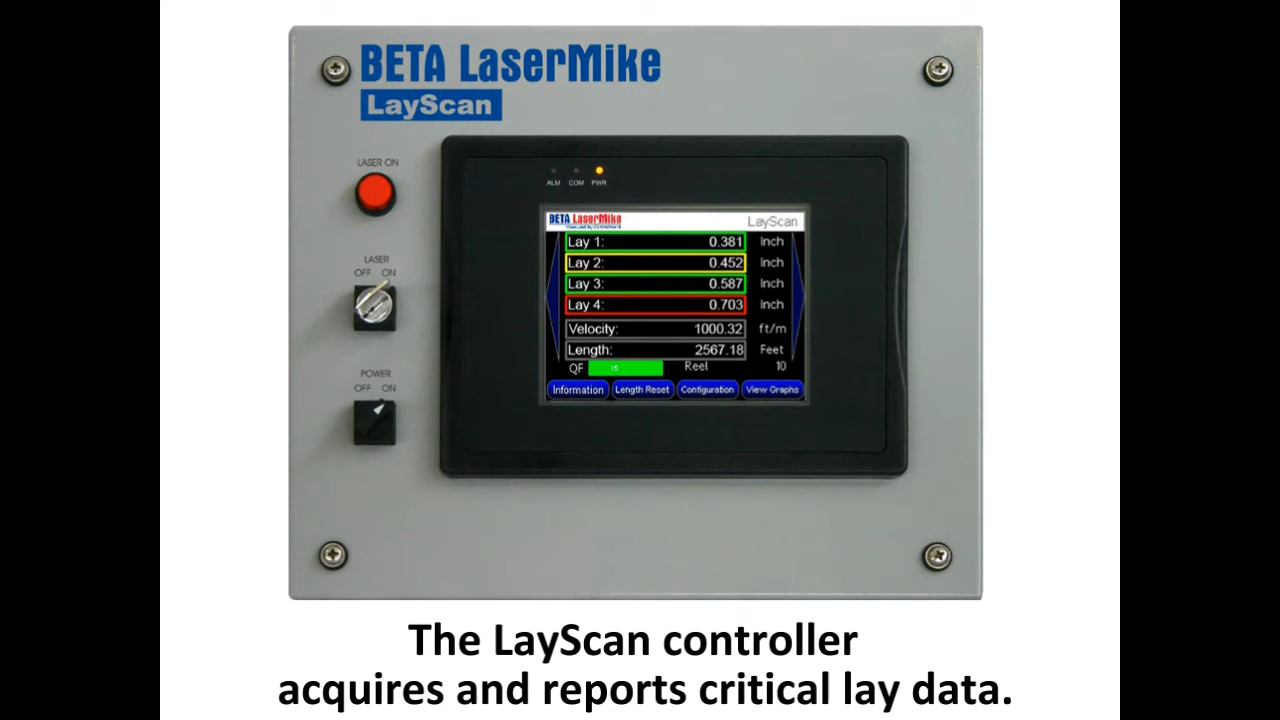 BETA LaserMike
LayScan
LASER ON
LASER
OFF ON
POWER
OFF ON
ALM COM PWR
BETA LaserMike
LayScan
Lay 1: 0.381 Inch
Lay 2: 0.452 Inch
Lay 3: 0.587 Inch
Lay 4: 0.703 Inch
Velocity: 1000.32 ft/m
Length: 2567.18 Feet
QF 15 Reel 10
Information Length Reset Configuration View Graphs
The LayScan controller
acquires and reports critical lay data.